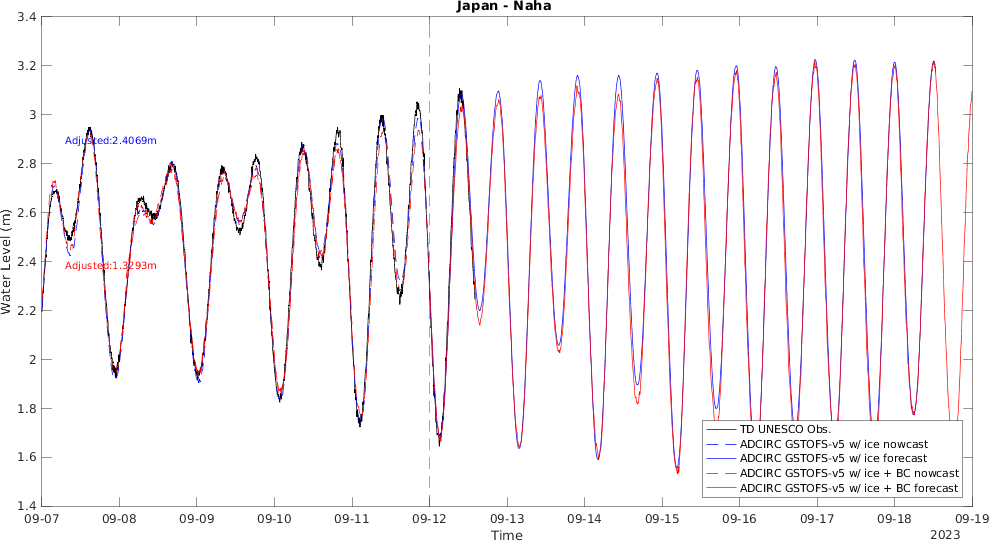 Japan - Naha
3.4
3.2
3
2.8
2.6
2.4
2.2
2
1.8
1.6
1.4
Water Level (m)
Adjusted:2.4069m
Adjusted:1.3293m
TD UNESCO Obs.
ADCIRC GSTOFS-v5 w/ ice nowcast
ADCIRC GSTOFS-v5 w/ ice forecast
ADCIRC GSTOFS-v5 w/ ice + BC nowcast
ADCIRC GSTOFS-v5 w/ ice + BC forecast
09-07 09-08 09-09 09-10 09-11 09-12 09-13 09-14 09-15 09-16 09-17 09-18 09-19
Time
2023